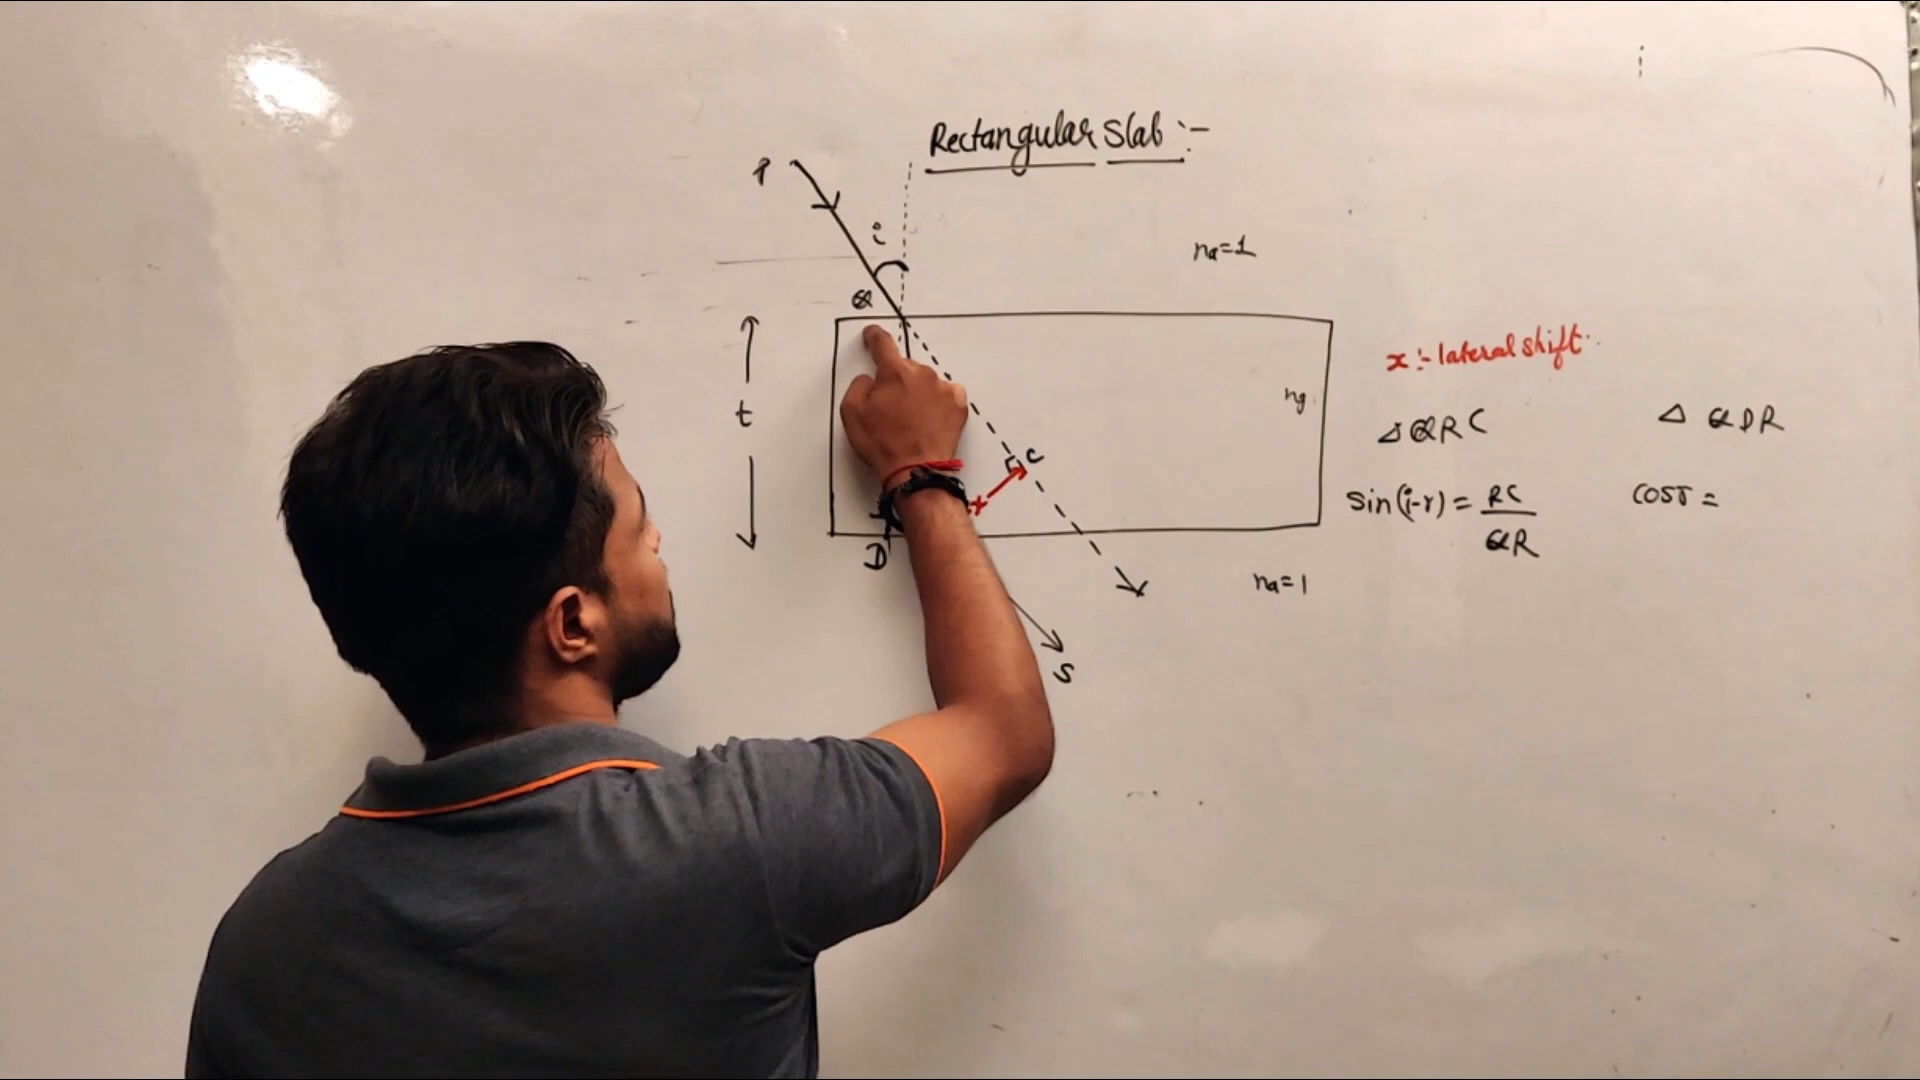 Rectangular Slab :-
P
i
na=1
Q
x :- lateral shift
t
ng
△QRC
△ QDR
C
x
sin(i-r) = RC
QR
cosr =
D
na=1
S